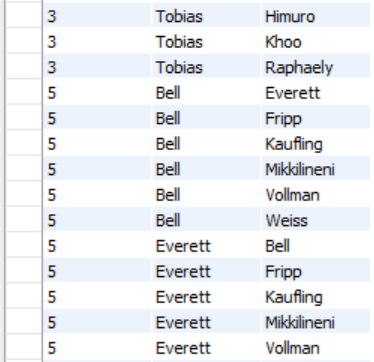 3 Tobias Himuro
3 Tobias Khoo
3 Tobias Raphaely
5 Bell Everett
5 Bell Fripp
5 Bell Kaufling
5 Bell Mikkilineni
5 Bell Vollman
5 Bell Weiss
5 Everett Bell
5 Everett Fripp
5 Everett Kaufling
5 Everett Mikkilineni
5 Everett Vollman